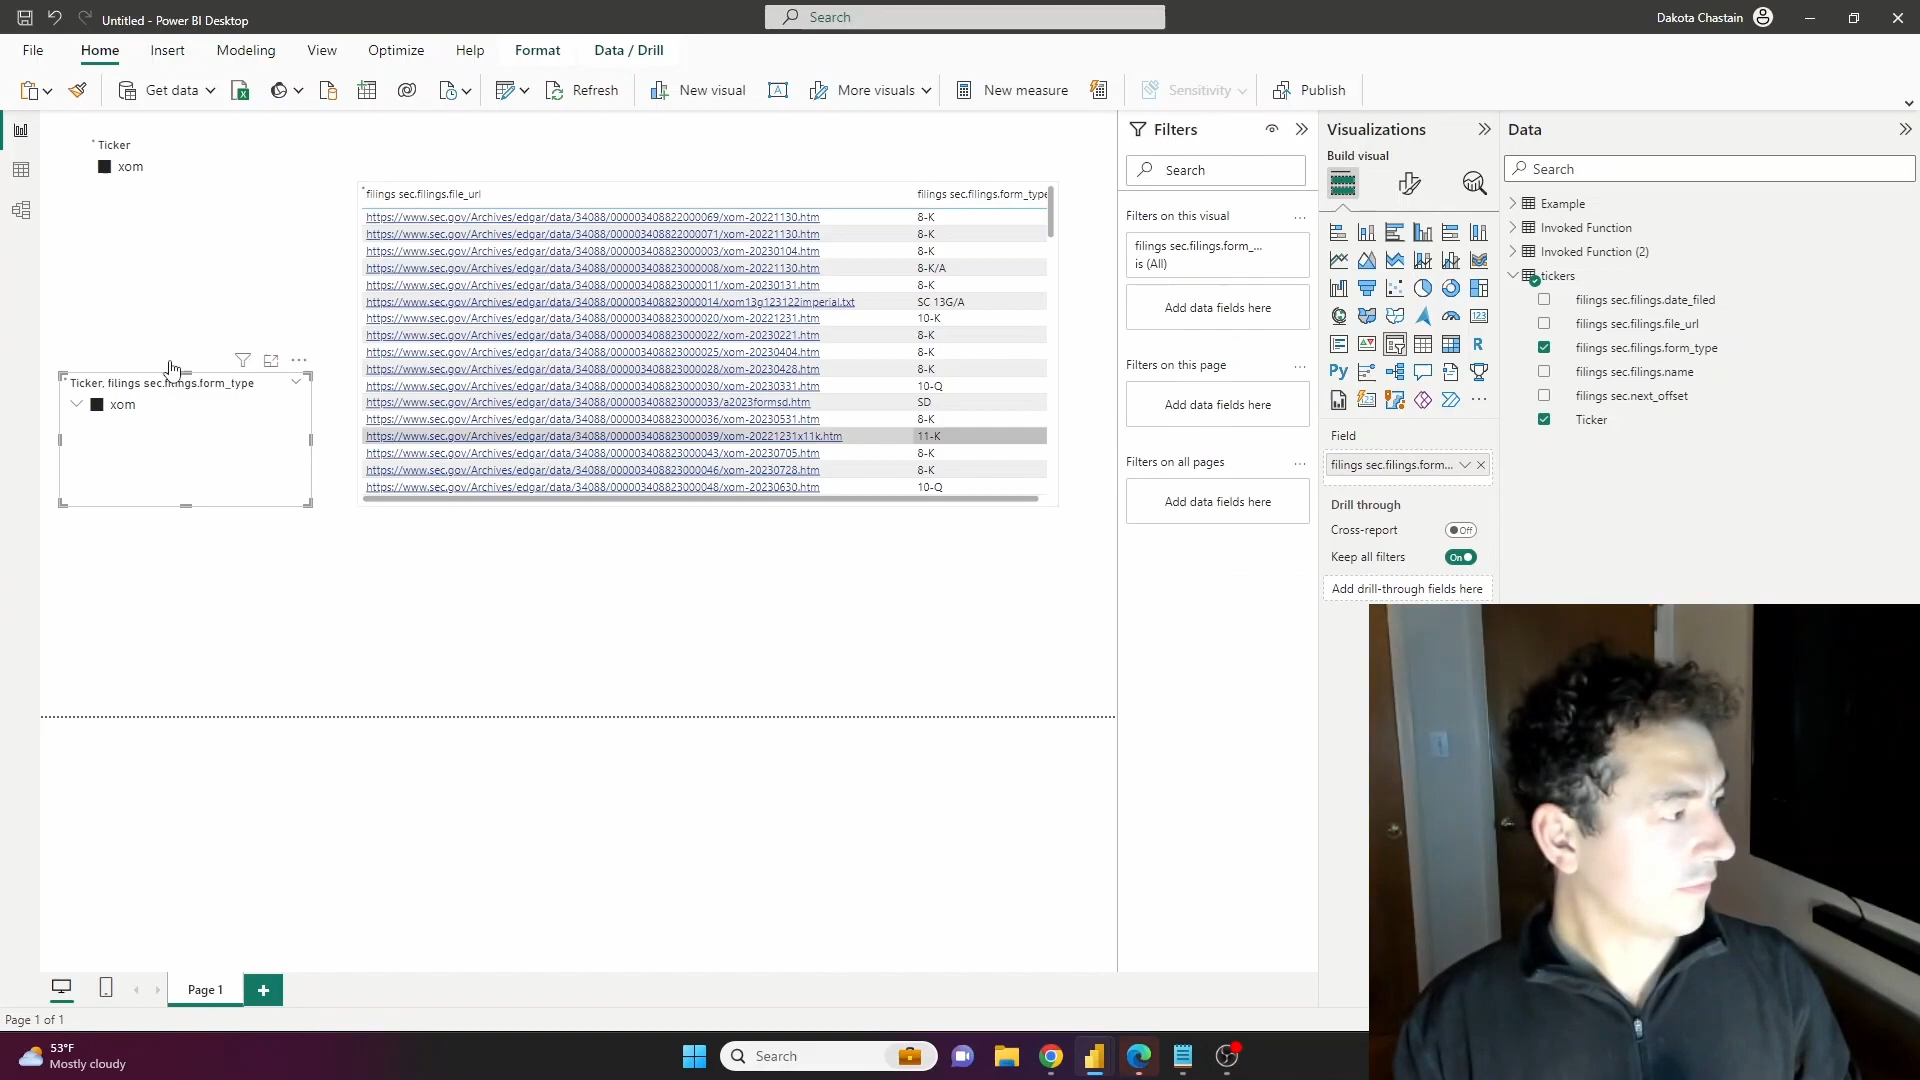 Untitled - Power BI Desktop
Search
Dakota Chastain
File Home Insert Modeling View Optimize Help Format Data / Drill
Get data Refresh New visual More visuals New measure Sensitivity Publish
Ticker
xom
Ticker, filings sec.filings.form_type
xom
filings sec.filings.file_url filings sec.filings.form_type
https://www.sec.gov/Archives/edgar/data/34088/000003408822000069/xom-20221130.htm 8-K
https://www.sec.gov/Archives/edgar/data/34088/000003408822000071/xom-20221130.htm 8-K
https://www.sec.gov/Archives/edgar/data/34088/000003408823000003/xom-20230104.htm 8-K
https://www.sec.gov/Archives/edgar/data/34088/000003408823000008/xom-20221130.htm 8-K/A
https://www.sec.gov/Archives/edgar/data/34088/000003408823000011/xom-20230131.htm 8-K
https://www.sec.gov/Archives/edgar/data/34088/000003408823000014/xom13g123122imperial.txt SC 13G/A
https://www.sec.gov/Archives/edgar/data/34088/000003408823000020/xom-20221231.htm 10-K
https://www.sec.gov/Archives/edgar/data/34088/000003408823000022/xom-20230221.htm 8-K
https://www.sec.gov/Archives/edgar/data/34088/000003408823000025/xom-20230404.htm 8-K
https://www.sec.gov/Archives/edgar/data/34088/000003408823000028/xom-20230428.htm 8-K
https://www.sec.gov/Archives/edgar/data/34088/000003408823000030/xom-20230331.htm 10-Q
https://www.sec.gov/Archives/edgar/data/34088/000003408823000033/a2023formsd.htm SD
https://www.sec.gov/Archives/edgar/data/34088/000003408823000036/xom-20230531.htm 8-K
https://www.sec.gov/Archives/edgar/data/34088/000003408823000039/xom-20221231x11k.htm 11-K
https://www.sec.gov/Archives/edgar/data/34088/000003408823000043/xom-20230705.htm 8-K
https://www.sec.gov/Archives/edgar/data/34088/000003408823000046/xom-20230728.htm 8-K
https://www.sec.gov/Archives/edgar/data/34088/000003408823000048/xom-20230630.htm 10-Q
Filters
Search
Filters on this visual ...
filings sec.filings.form_...
is (All)
Add data fields here
Filters on this page ...
Add data fields here
Filters on all pages ...
Add data fields here
Visualizations
Build visual
123
R
Py
...
Field
filings sec.filings.form...
Drill through
Cross-report Off
Keep all filters On
Add drill-through fields here
Data
Search
Example
Invoked Function
Invoked Function (2)
tickers
filings sec.filings.date_filed
filings sec.filings.file_url
filings sec.filings.form_type
filings sec.filings.name
filings sec.next_offset
Ticker
Page 1
Page 1 of 1
53°F
Mostly cloudy
Search